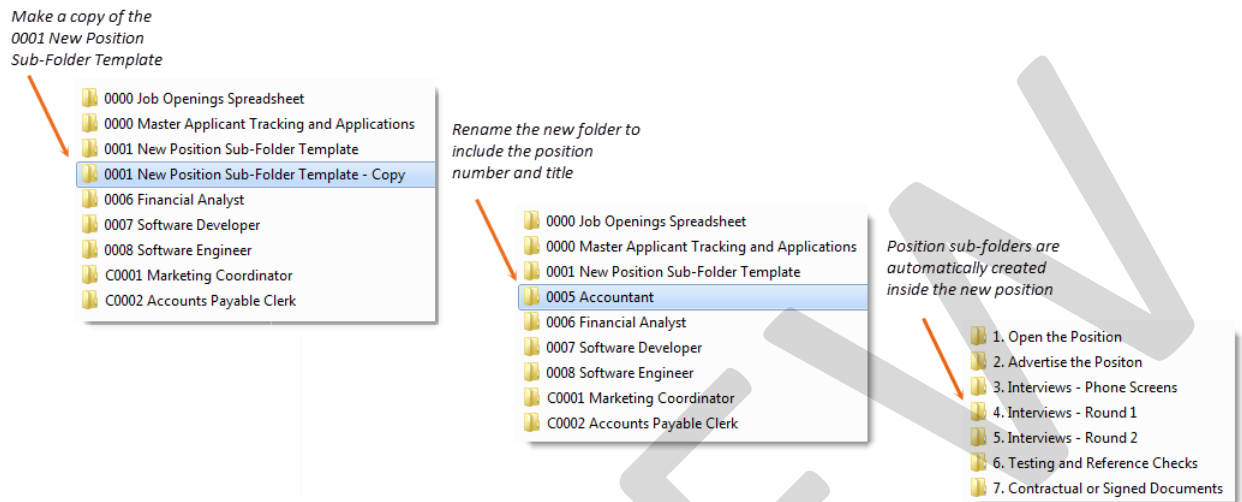 Make a copy of the
0001 New Position
Sub-Folder Template
0000 Job Openings Spreadsheet
0000 Master Applicant Tracking and Applications
0001 New Position Sub-Folder Template
0001 New Position Sub-Folder Template - Copy
0006 Financial Analyst
0007 Software Developer
0008 Software Engineer
C0001 Marketing Coordinator
C0002 Accounts Payable Clerk
Rename the new folder to
include the position
number and title
0000 Job Openings Spreadsheet
0000 Master Applicant Tracking and Applications
0001 New Position Sub-Folder Template
0005 Accountant
0006 Financial Analyst
0007 Software Developer
0008 Software Engineer
C0001 Marketing Coordinator
C0002 Accounts Payable Clerk
Position sub-folders are
automatically created
inside the new position
1. Open the Position
2. Advertise the Positon
3. Interviews - Phone Screens
4. Interviews - Round 1
5. Interviews - Round 2
6. Testing and Reference Checks
7. Contractual or Signed Documents